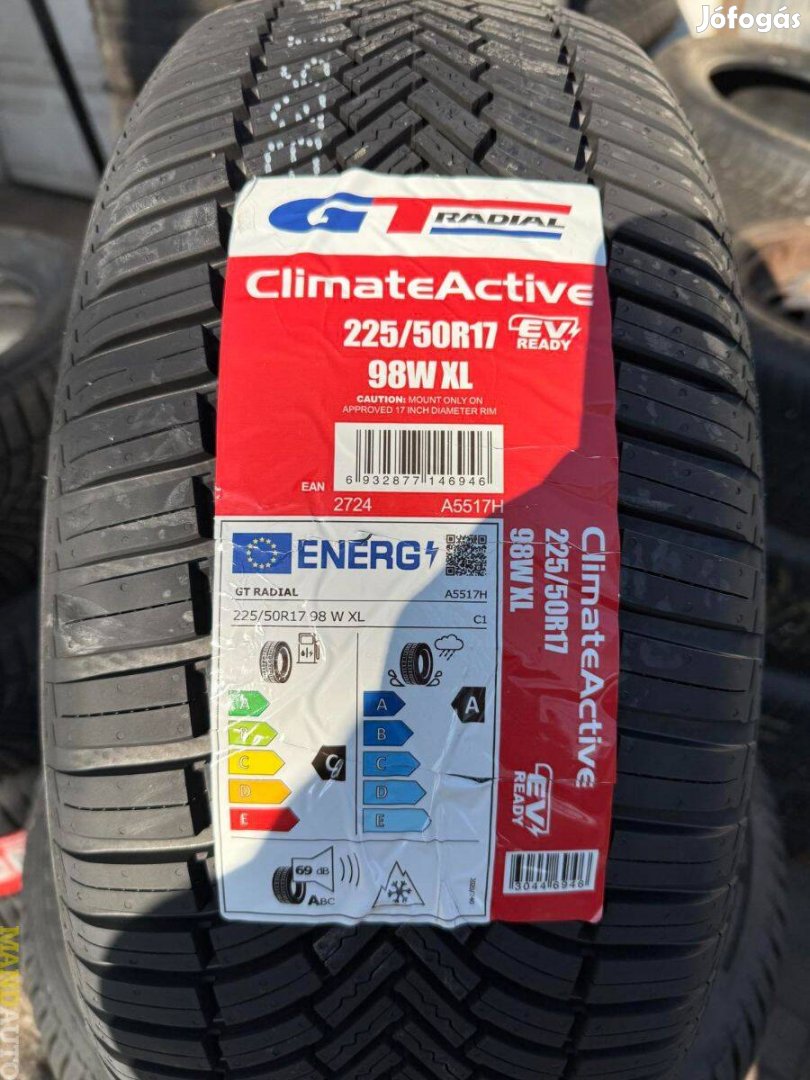 Jófogás
GT RADIAL
ClimateActive
225/50R17 EV READY
98W XL
CAUTION: MOUNT ONLY ON
APPROVED 17 INCH DIAMETER RIM
EAN 6 932877 146946
2724 A5517H
ENERG
GT RADIAL A5517H
225/50R17 98 W XL C1
A A A
B B
C C C
D D
E E
69 dB
ABC
ClimateActive
225/50R17
98W XL
EV READY
30446946
MAXIDAUTO